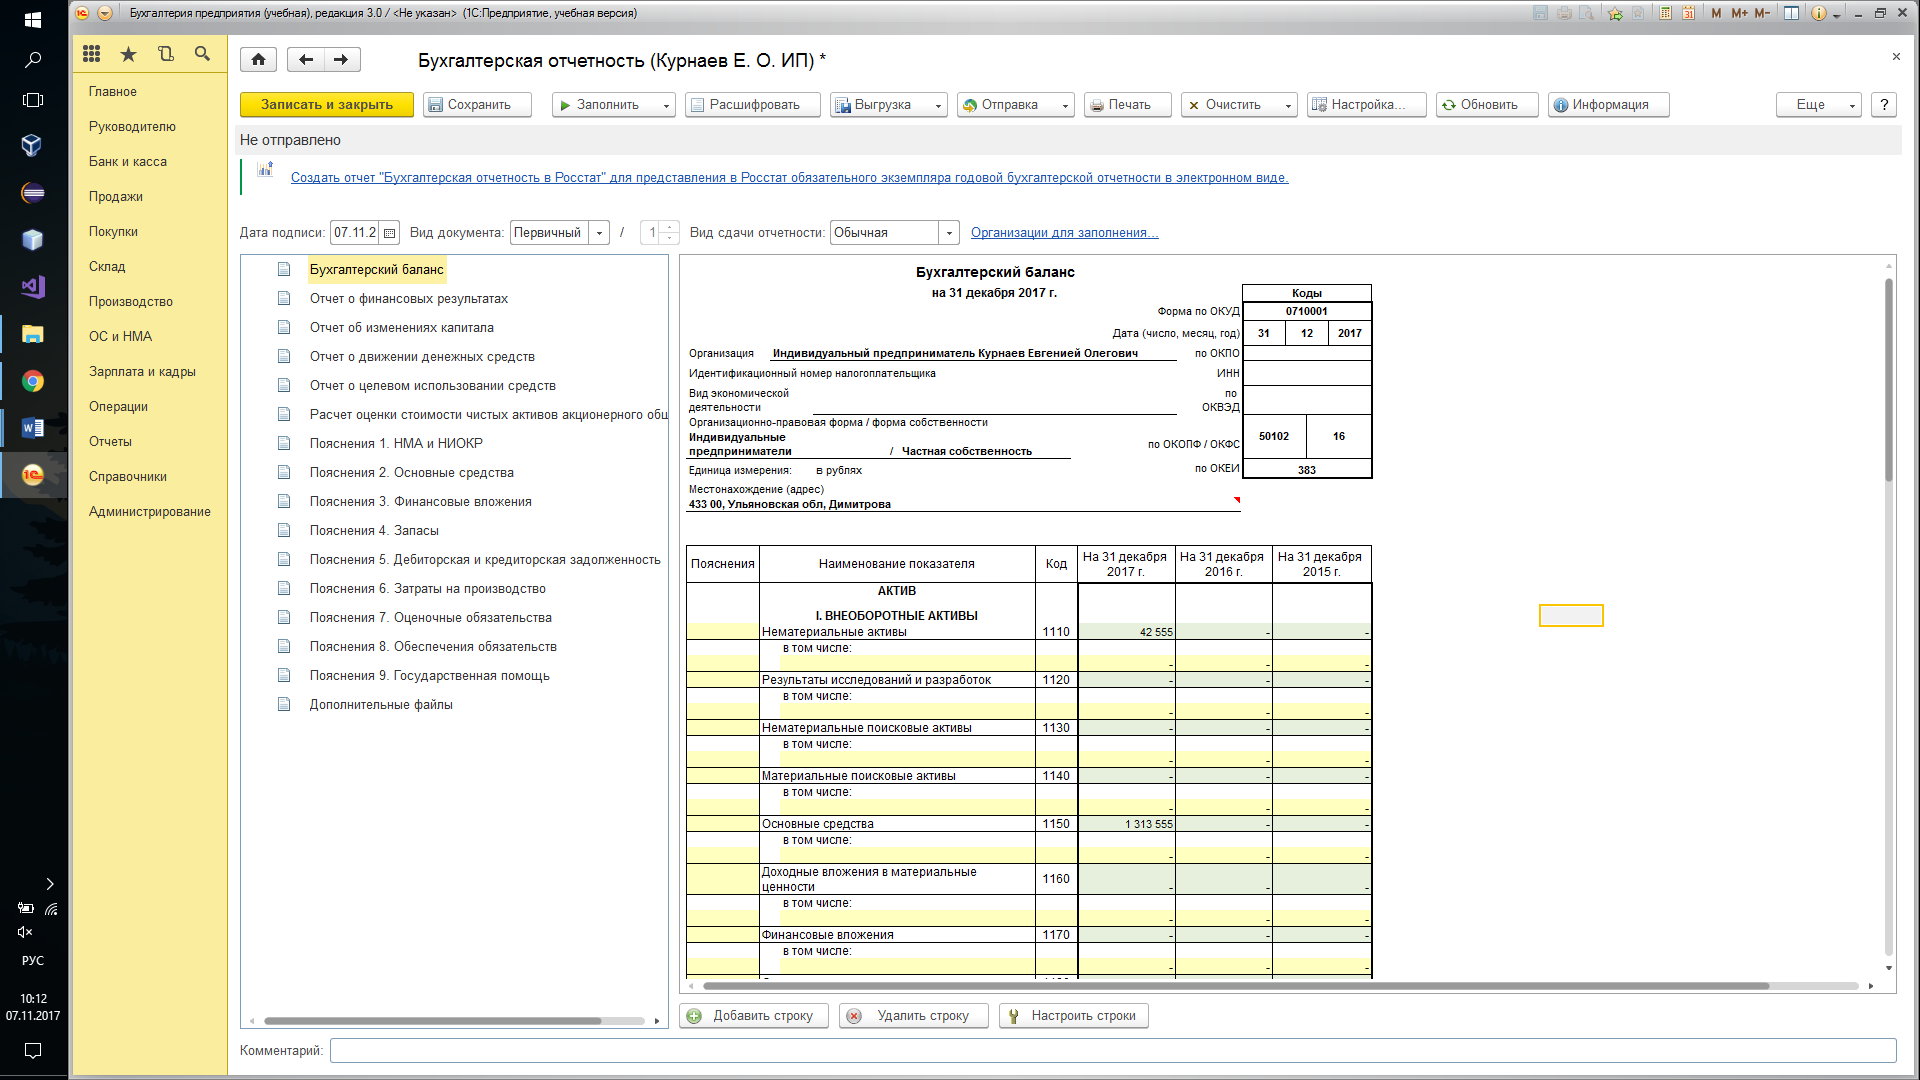 Бухгалтерия предприятия (учебная), редакция 3.0 / <Не указан> (1С:Предприятие, учебная версия)
M M+ M-
Главное
Руководителю
Банк и касса
Продажи
Покупки
Склад
Производство
ОС и НМА
Зарплата и кадры
Операции
Отчеты
Справочники
Администрирование
РУС
10:12
07.11.2017
Бухгалтерская отчетность (Курнаев Е. О. ИП) *
Записать и закрыть Сохранить Заполнить Расшифровать Выгрузка Отправка Печать Очистить Настройка... Обновить Информация Еще ?
Не отправлено
Создать отчет "Бухгалтерская отчетность в Росстат" для представления в Росстат обязательного экземпляра годовой бухгалтерской отчетности в электронном виде.
Дата подписи: 07.11.2 Вид документа: Первичный / 1 Вид сдачи отчетности: Обычная Организации для заполнения...
Бухгалтерский баланс
Отчет о финансовых результатах
Отчет об изменениях капитала
Отчет о движении денежных средств
Отчет о целевом использовании средств
Расчет оценки стоимости чистых активов акционерного общ
Пояснения 1. НМА и НИОКР
Пояснения 2. Основные средства
Пояснения 3. Финансовые вложения
Пояснения 4. Запасы
Пояснения 5. Дебиторская и кредиторская задолженность
Пояснения 6. Затраты на производство
Пояснения 7. Оценочные обязательства
Пояснения 8. Обеспечения обязательств
Пояснения 9. Государственная помощь
Дополнительные файлы
Бухгалтерский баланс
на 31 декабря 2017 г.
Коды
Форма по ОКУД 0710001
Дата (число, месяц, год) 31 12 2017
Организация Индивидуальный предприниматель Курнаев Евгенией Олегович по ОКПО
Идентификационный номер налогоплательщика ИНН
Вид экономической деятельности по ОКВЭД
Организационно-правовая форма / форма собственности
Индивидуальные предприниматели / Частная собственность по ОКОПФ / ОКФС 50102 16
Единица измерения: в рублях по ОКЕИ 383
Местонахождение (адрес)
433 00, Ульяновская обл, Димитрова
Пояснения Наименование показателя Код На 31 декабря 2017 г. На 31 декабря 2016 г. На 31 декабря 2015 г.
АКТИВ
I. ВНЕОБОРОТНЫЕ АКТИВЫ
Нематериальные активы 1110 42 555 - -
в том числе:
- - -
Результаты исследований и разработок 1120 - - -
в том числе:
- - -
Нематериальные поисковые активы 1130 - - -
в том числе:
- - -
Материальные поисковые активы 1140 - - -
в том числе:
- - -
Основные средства 1150 1 313 555 - -
в том числе:
- - -
Доходные вложения в материальные ценности 1160 - - -
в том числе:
- - -
Финансовые вложения 1170 - - -
в том числе:
- - -
Добавить строку Удалить строку Настроить строки
Комментарий: